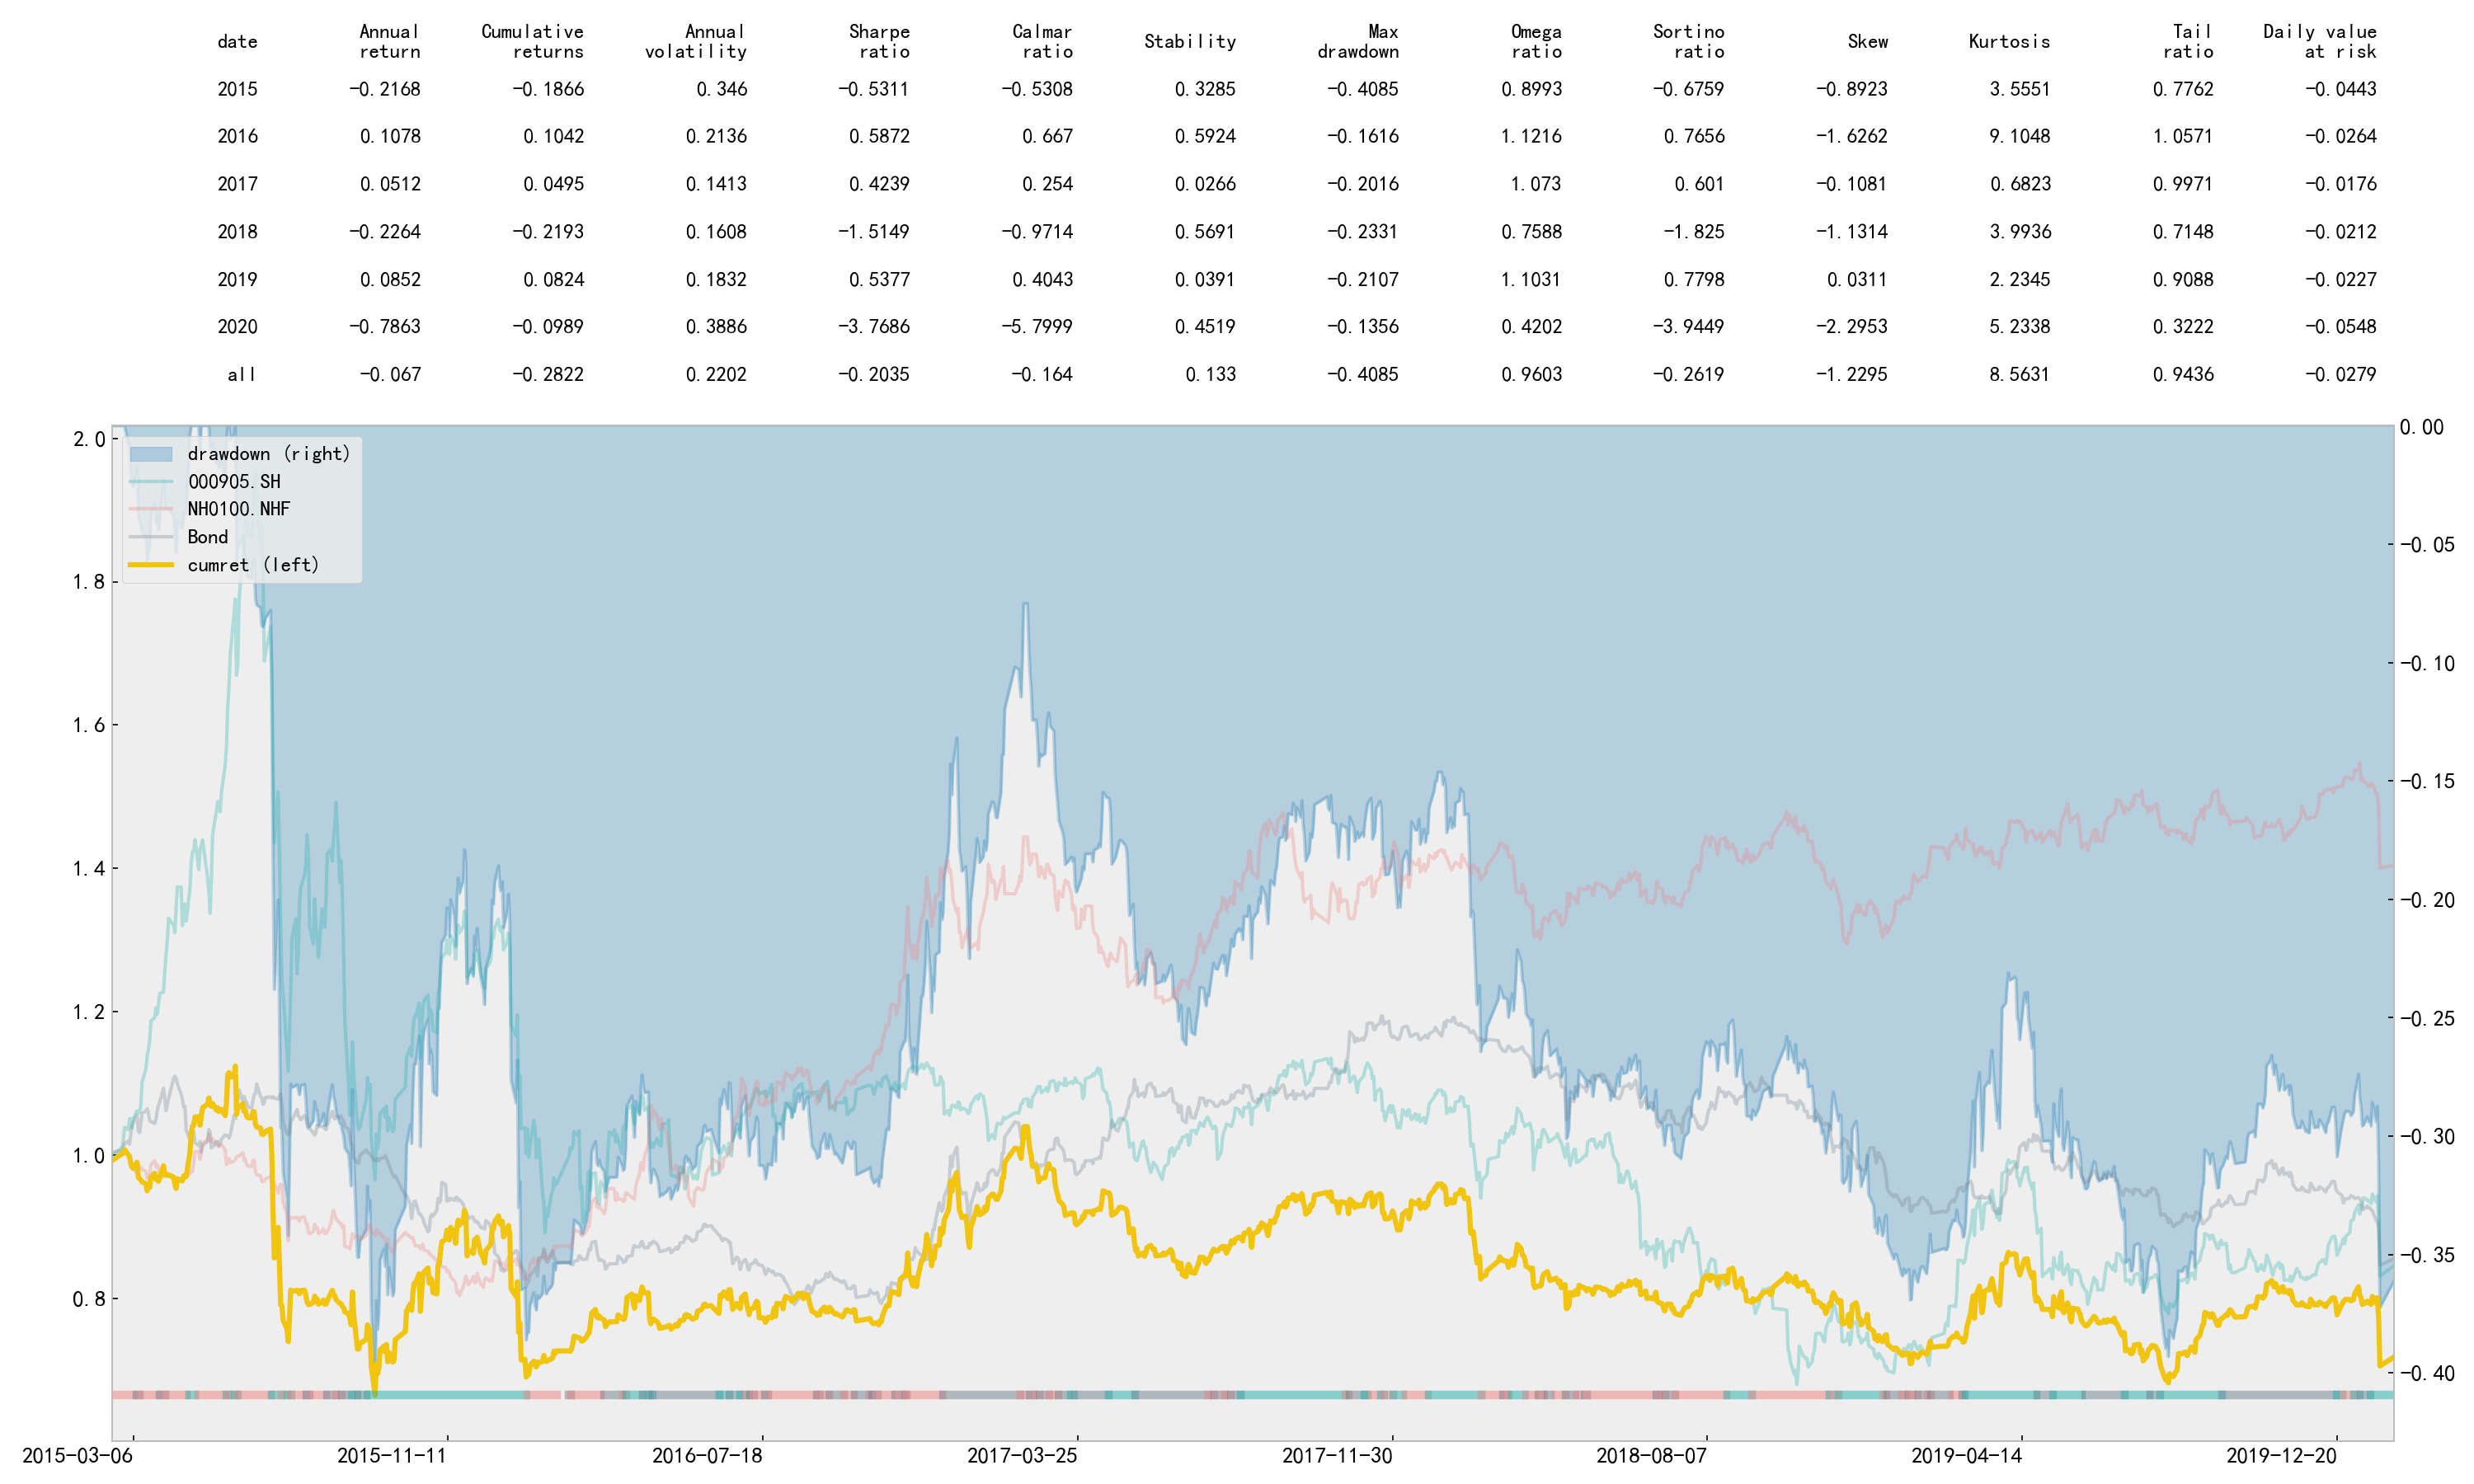 date Annual return Cumulative returns Annual volatility Sharpe ratio Calmar ratio Stability Max drawdown Omega ratio Sortino ratio Skew Kurtosis Tail ratio Daily value at risk
2015 -0.2168 -0.1866 0.346 -0.5311 -0.5308 0.3285 -0.4085 0.8993 -0.6759 -0.8923 3.5551 0.7762 -0.0443
2016 0.1078 0.1042 0.2136 0.5872 0.667 0.5924 -0.1616 1.1216 0.7656 -1.6262 9.1048 1.0571 -0.0264
2017 0.0512 0.0495 0.1413 0.4239 0.254 0.0266 -0.2016 1.073 0.601 -0.1081 0.6823 0.9971 -0.0176
2018 -0.2264 -0.2193 0.1608 -1.5149 -0.9714 0.5691 -0.2331 0.7588 -1.825 -1.1314 3.9936 0.7148 -0.0212
2019 0.0852 0.0824 0.1832 0.5377 0.4043 0.0391 -0.2107 1.1031 0.7798 0.0311 2.2345 0.9088 -0.0227
2020 -0.7863 -0.0989 0.3886 -3.7686 -5.7999 0.4519 -0.1356 0.4202 -3.9449 -2.2953 5.2338 0.3222 -0.0548
all -0.067 -0.2822 0.2202 -0.2035 -0.164 0.133 -0.4085 0.9603 -0.2619 -1.2295 8.5631 0.9436 -0.0279
2.0
1.8
1.6
1.4
1.2
1.0
0.8
drawdown (right)
000905.SH
NH0100.NHF
Bond
cumret (left)
0.00
-0.05
-0.10
-0.15
-0.20
-0.25
-0.30
-0.35
-0.40
2015-03-06 2015-11-11 2016-07-18 2017-03-25 2017-11-30 2018-08-07 2019-04-14 2019-12-20